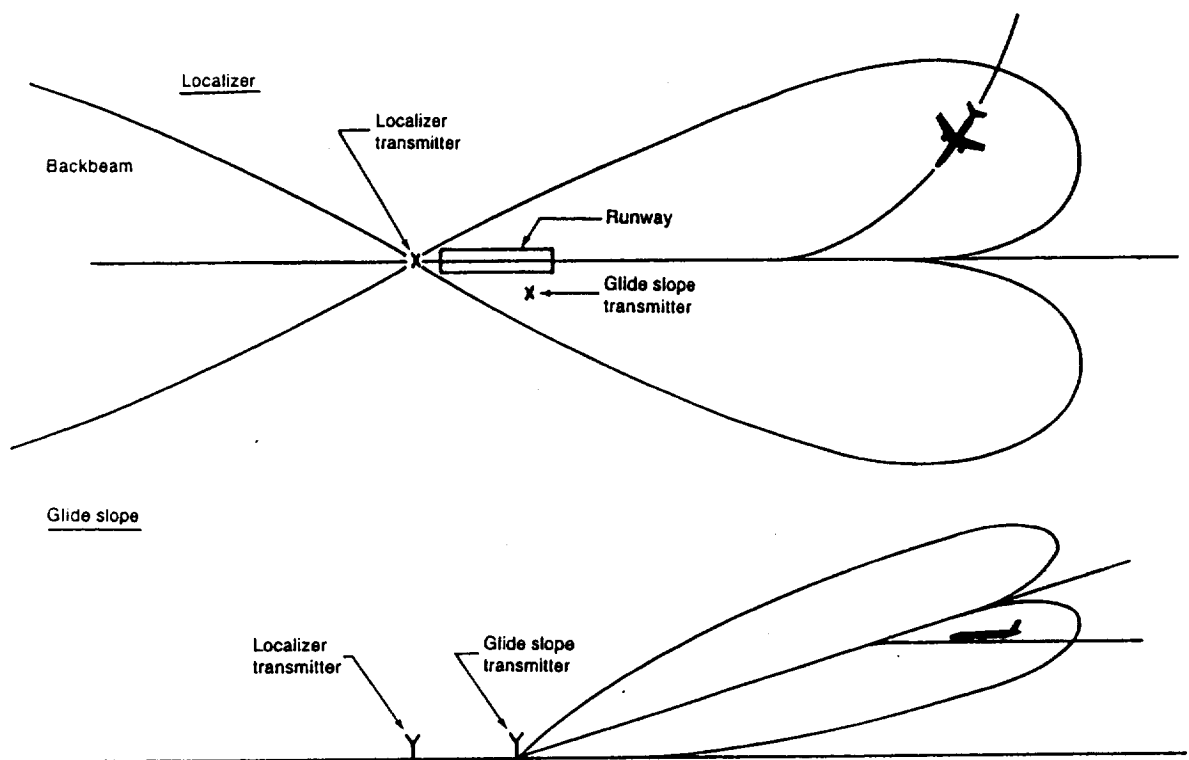 Localizer
Localizer
transmitter
Backbeam
Runway
Glide slope
transmitter
Glide slope
Localizer
transmitter
Glide slope
transmitter